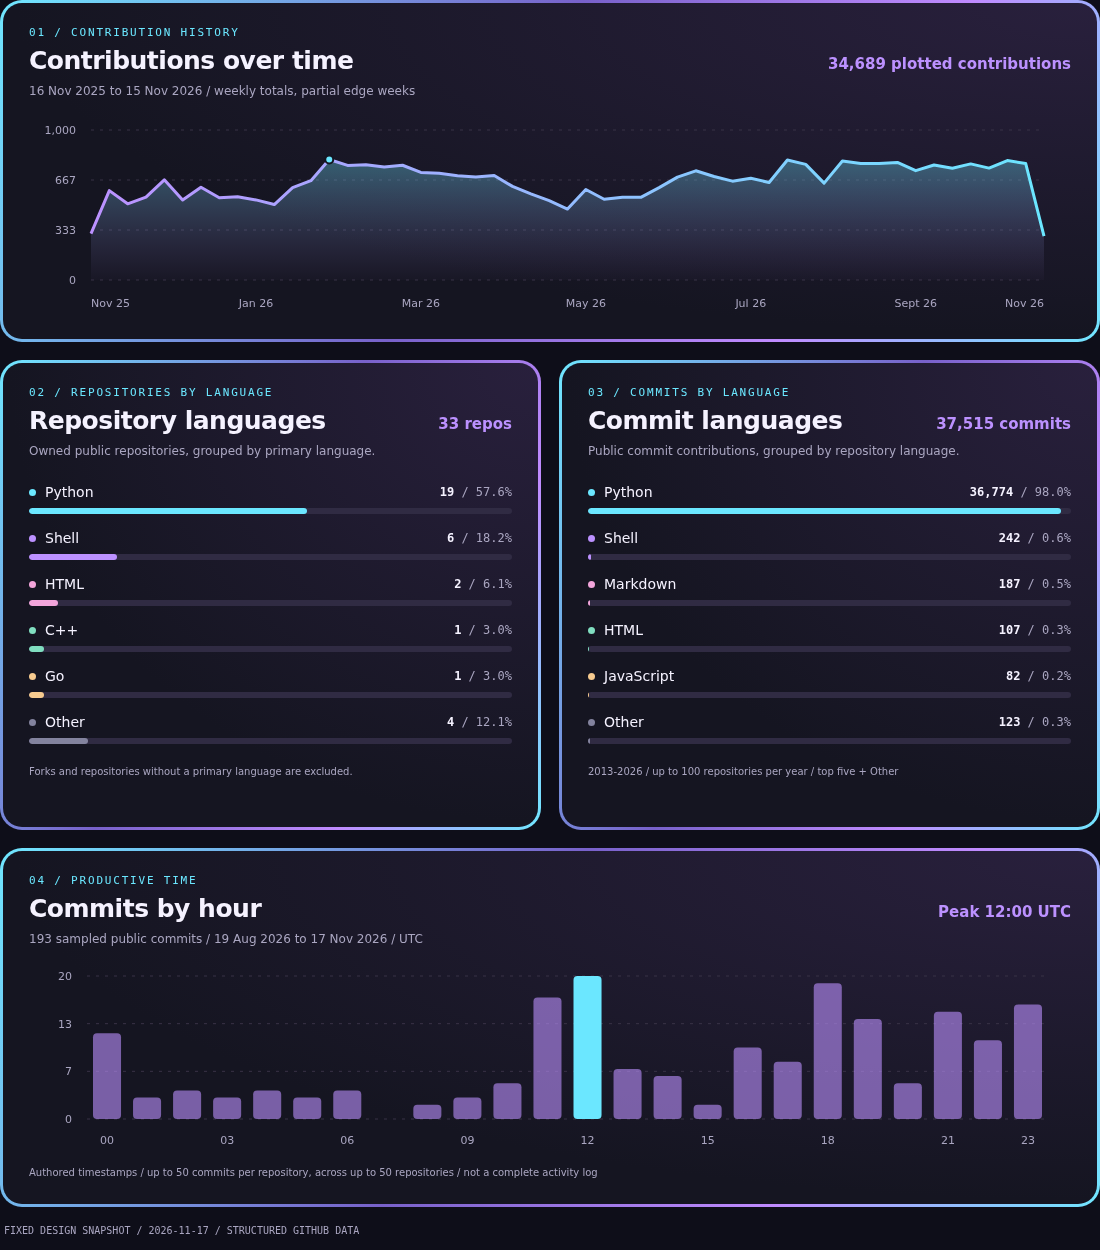 01 / CONTRIBUTION HISTORY
Contributions over time
34,689 plotted contributions
16 Nov 2025 to 15 Nov 2026 / weekly totals, partial edge weeks
1,000
667
333
0
Nov 25 Jan 26 Mar 26 May 26 Jul 26 Sept 26 Nov 26
02 / REPOSITORIES BY LANGUAGE
Repository languages
33 repos
Owned public repositories, grouped by primary language.
Python 19 / 57.6%
Shell 6 / 18.2%
HTML 2 / 6.1%
C++ 1 / 3.0%
Go 1 / 3.0%
Other 4 / 12.1%
Forks and repositories without a primary language are excluded.
03 / COMMITS BY LANGUAGE
Commit languages
37,515 commits
Public commit contributions, grouped by repository language.
Python 36,774 / 98.0%
Shell 242 / 0.6%
Markdown 187 / 0.5%
HTML 107 / 0.3%
JavaScript 82 / 0.2%
Other 123 / 0.3%
2013-2026 / up to 100 repositories per year / top five + Other
04 / PRODUCTIVE TIME
Commits by hour
Peak 12:00 UTC
193 sampled public commits / 19 Aug 2026 to 17 Nov 2026 / UTC
20
13
7
0
00 03 06 09 12 15 18 21 23
Authored timestamps / up to 50 commits per repository, across up to 50 repositories / not a complete activity log
FIXED DESIGN SNAPSHOT / 2026-11-17 / STRUCTURED GITHUB DATA